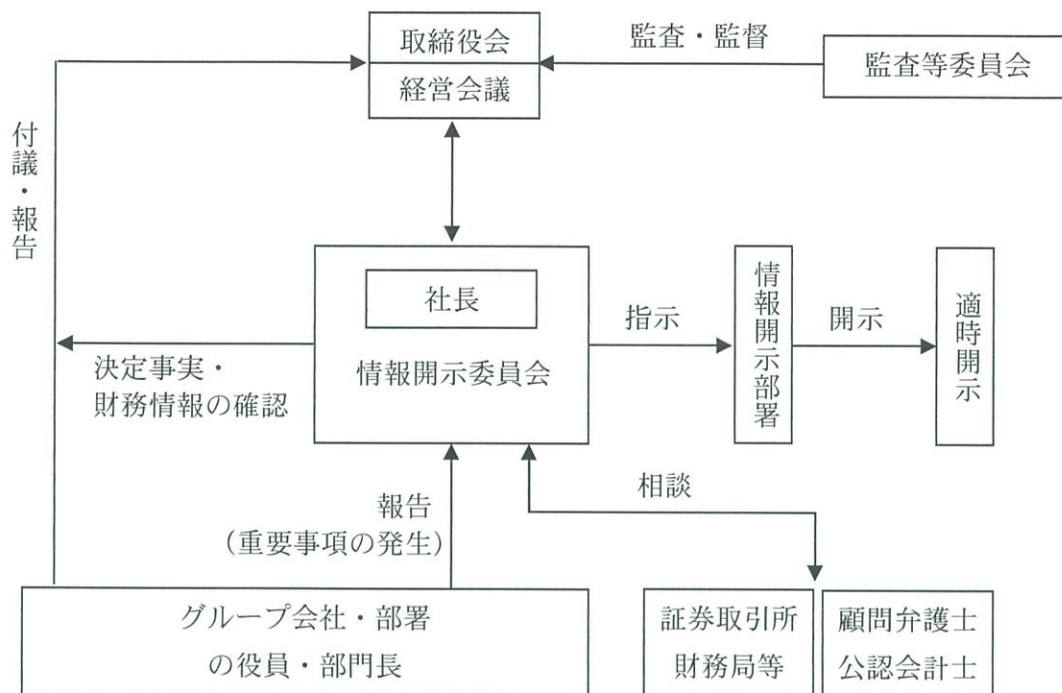 取締役会
経営会議
監査・監督
監査等委員会
付議・報告
社長
情報開示委員会
指示
情報開示部署
開示
適時開示
決定事実・
財務情報の確認
報告
（重要事項の発生）
相談
グループ会社・部署
の役員・部門長
証券取引所
財務局等
顧問弁護士
公認会計士